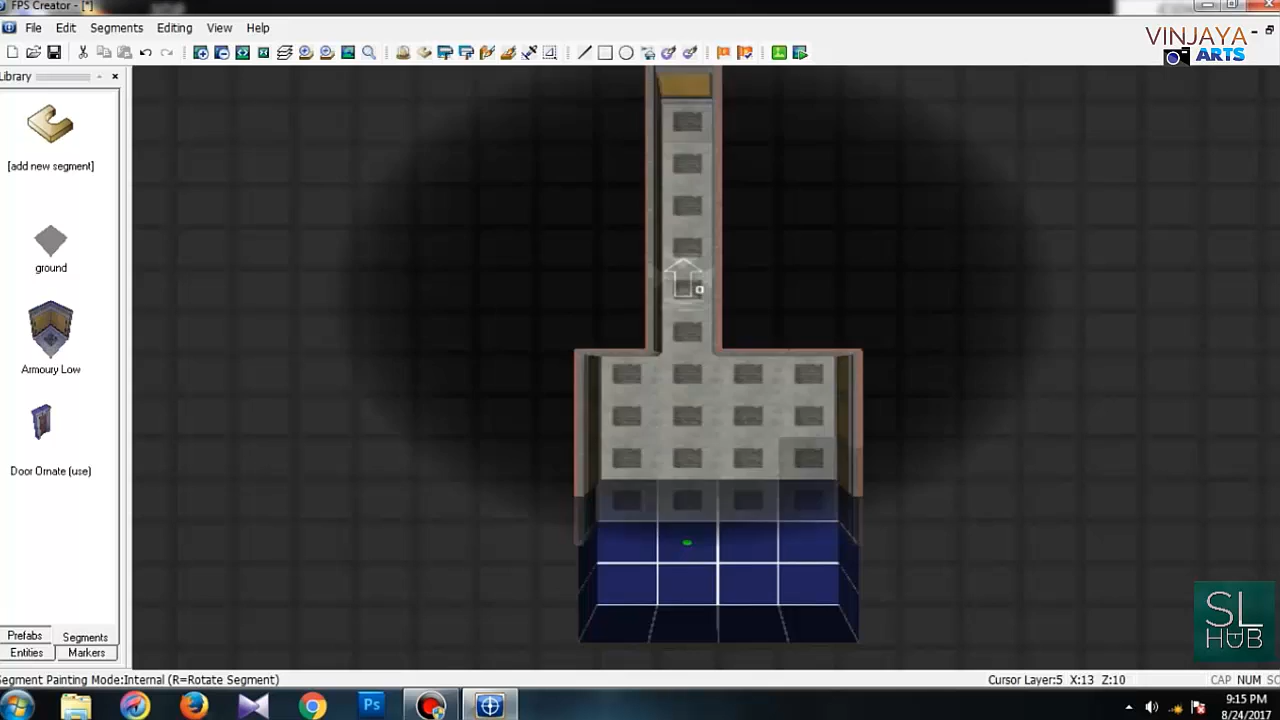 FPS Creator - [*]
File Edit Segments Editing View Help
VINJAYA
ARTS
Library
[add new segment]
ground
Armoury Low
Door Ornate (use)
Prefabs Segments
Entities Markers
SL
HUB
Segment Painting Mode:Internal (R=Rotate Segment)
Cursor Layer:5 X:13 Z:10
CAP NUM SC
Ps
9:15 PM
8/24/2017